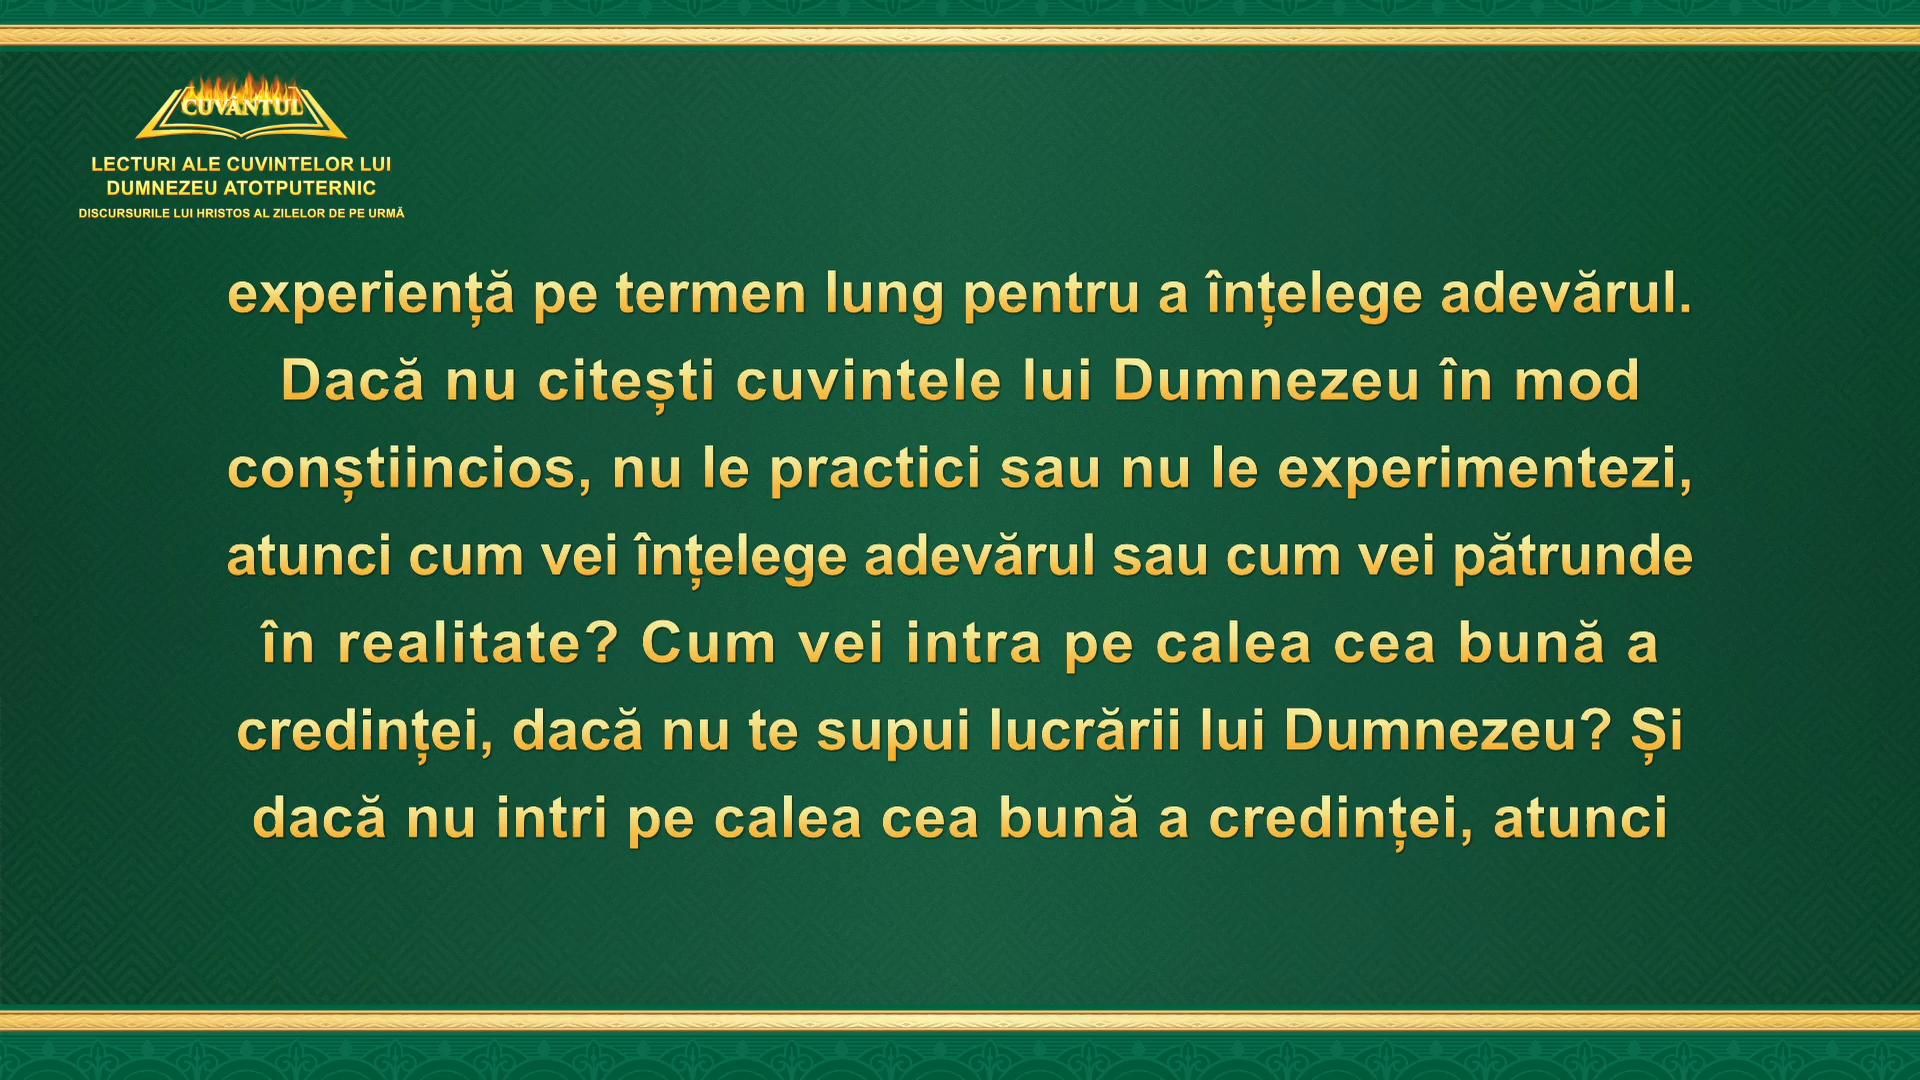 CUVÂNTUL
LECTURI ALE CUVINTELOR LUI
DUMNEZEU ATOTPUTERNIC
DISCURSURILE LUI HRISTOS AL ZILELOR DE PE URMĂ
experiență pe termen lung pentru a înțelege adevărul.
Dacă nu citești cuvintele lui Dumnezeu în mod
conștiincios, nu le practici sau nu le experimentezi,
atunci cum vei înțelege adevărul sau cum vei pătrunde
în realitate? Cum vei intra pe calea cea bună a
credinței, dacă nu te supui lucrării lui Dumnezeu? Și
dacă nu intri pe calea cea bună a credinței, atunci